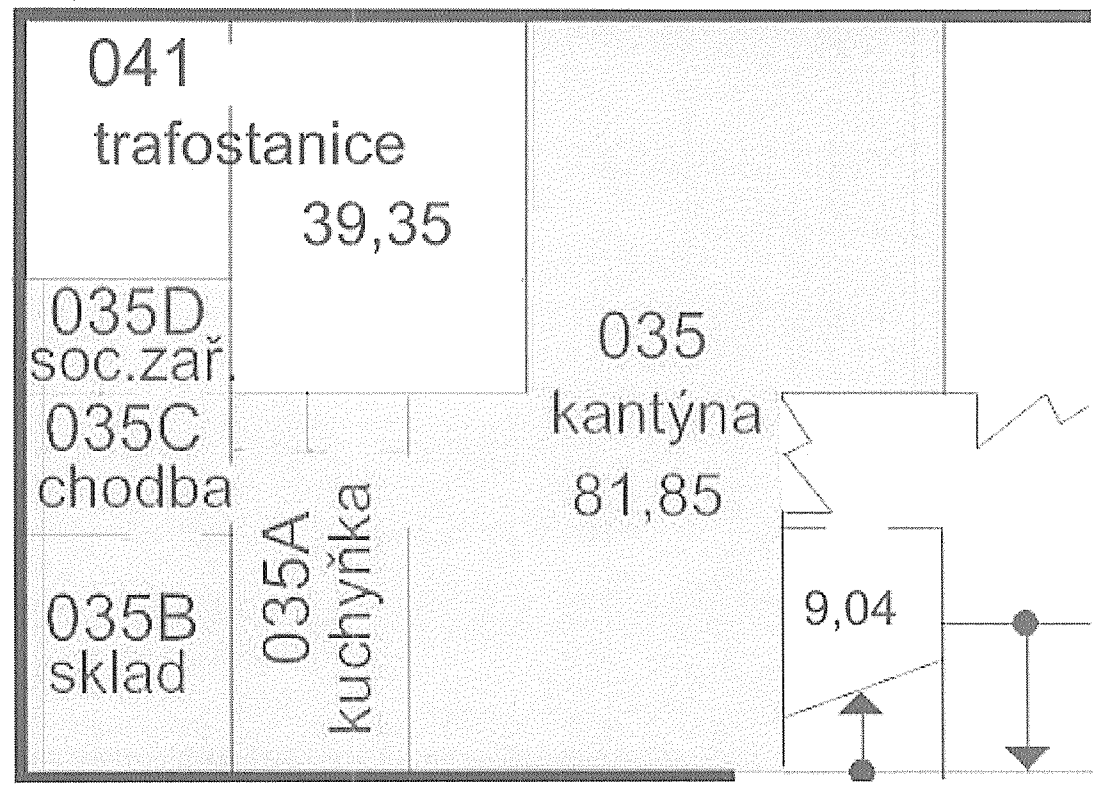 041
trafostanice
39,35
035D
soc.zař.
035C
chodba
035B
sklad
035A
kuchyňka
035
kantýna
81,85
9,04